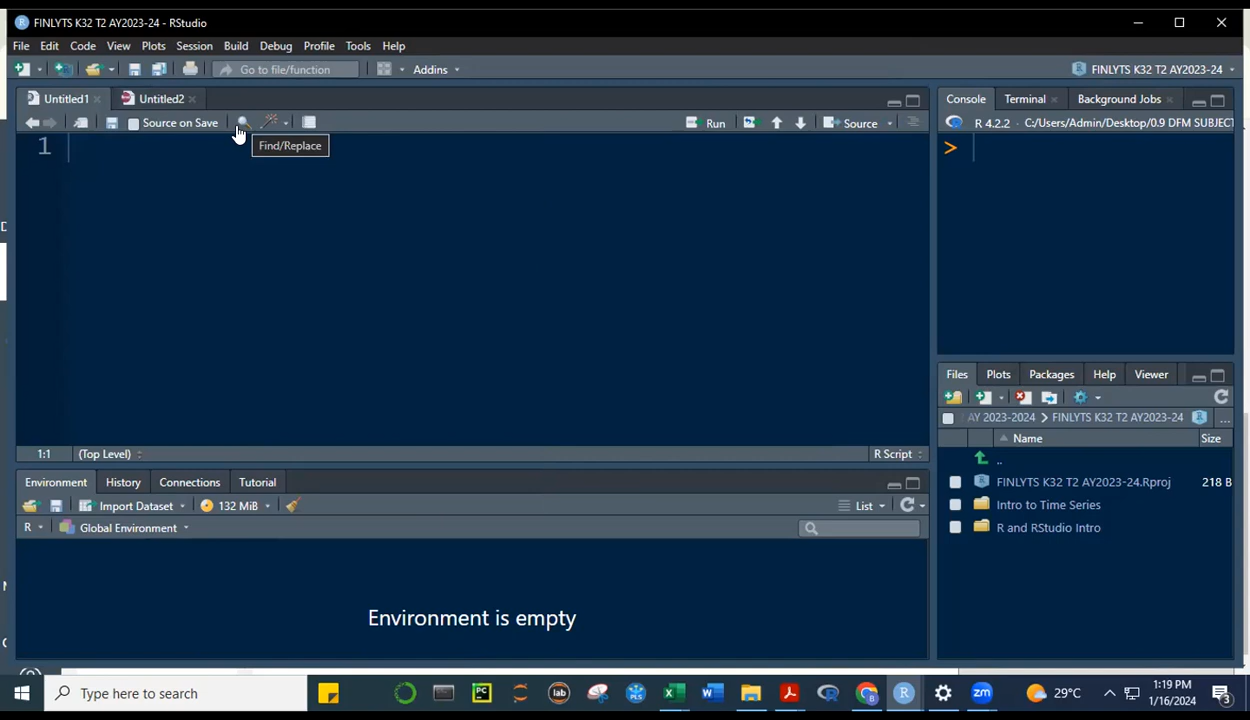 FINLYTS K32 T2 AY2023-24 - RStudio
File Edit Code View Plots Session Build Debug Profile Tools Help
Go to file/function Addins FINLYTS K32 T2 AY2023-24
Untitled1 Untitled2
Source on Save Run Source
Find/Replace
1
1:1 (Top Level) R Script
Environment History Connections Tutorial
Import Dataset 132 MiB List
R Global Environment
Environment is empty
Console Terminal Background Jobs
R 4.2.2 · C:/Users/Admin/Desktop/0.9 DFM SUBJECT
>
Files Plots Packages Help Viewer
AY 2023-2024 FINLYTS K32 T2 AY2023-24 ...
Name Size
..
FINLYTS K32 T2 AY2023-24.Rproj 218 B
Intro to Time Series
R and RStudio Intro
Type here to search
PC
lab
PLS
29°C
1:19 PM
1/16/2024
3